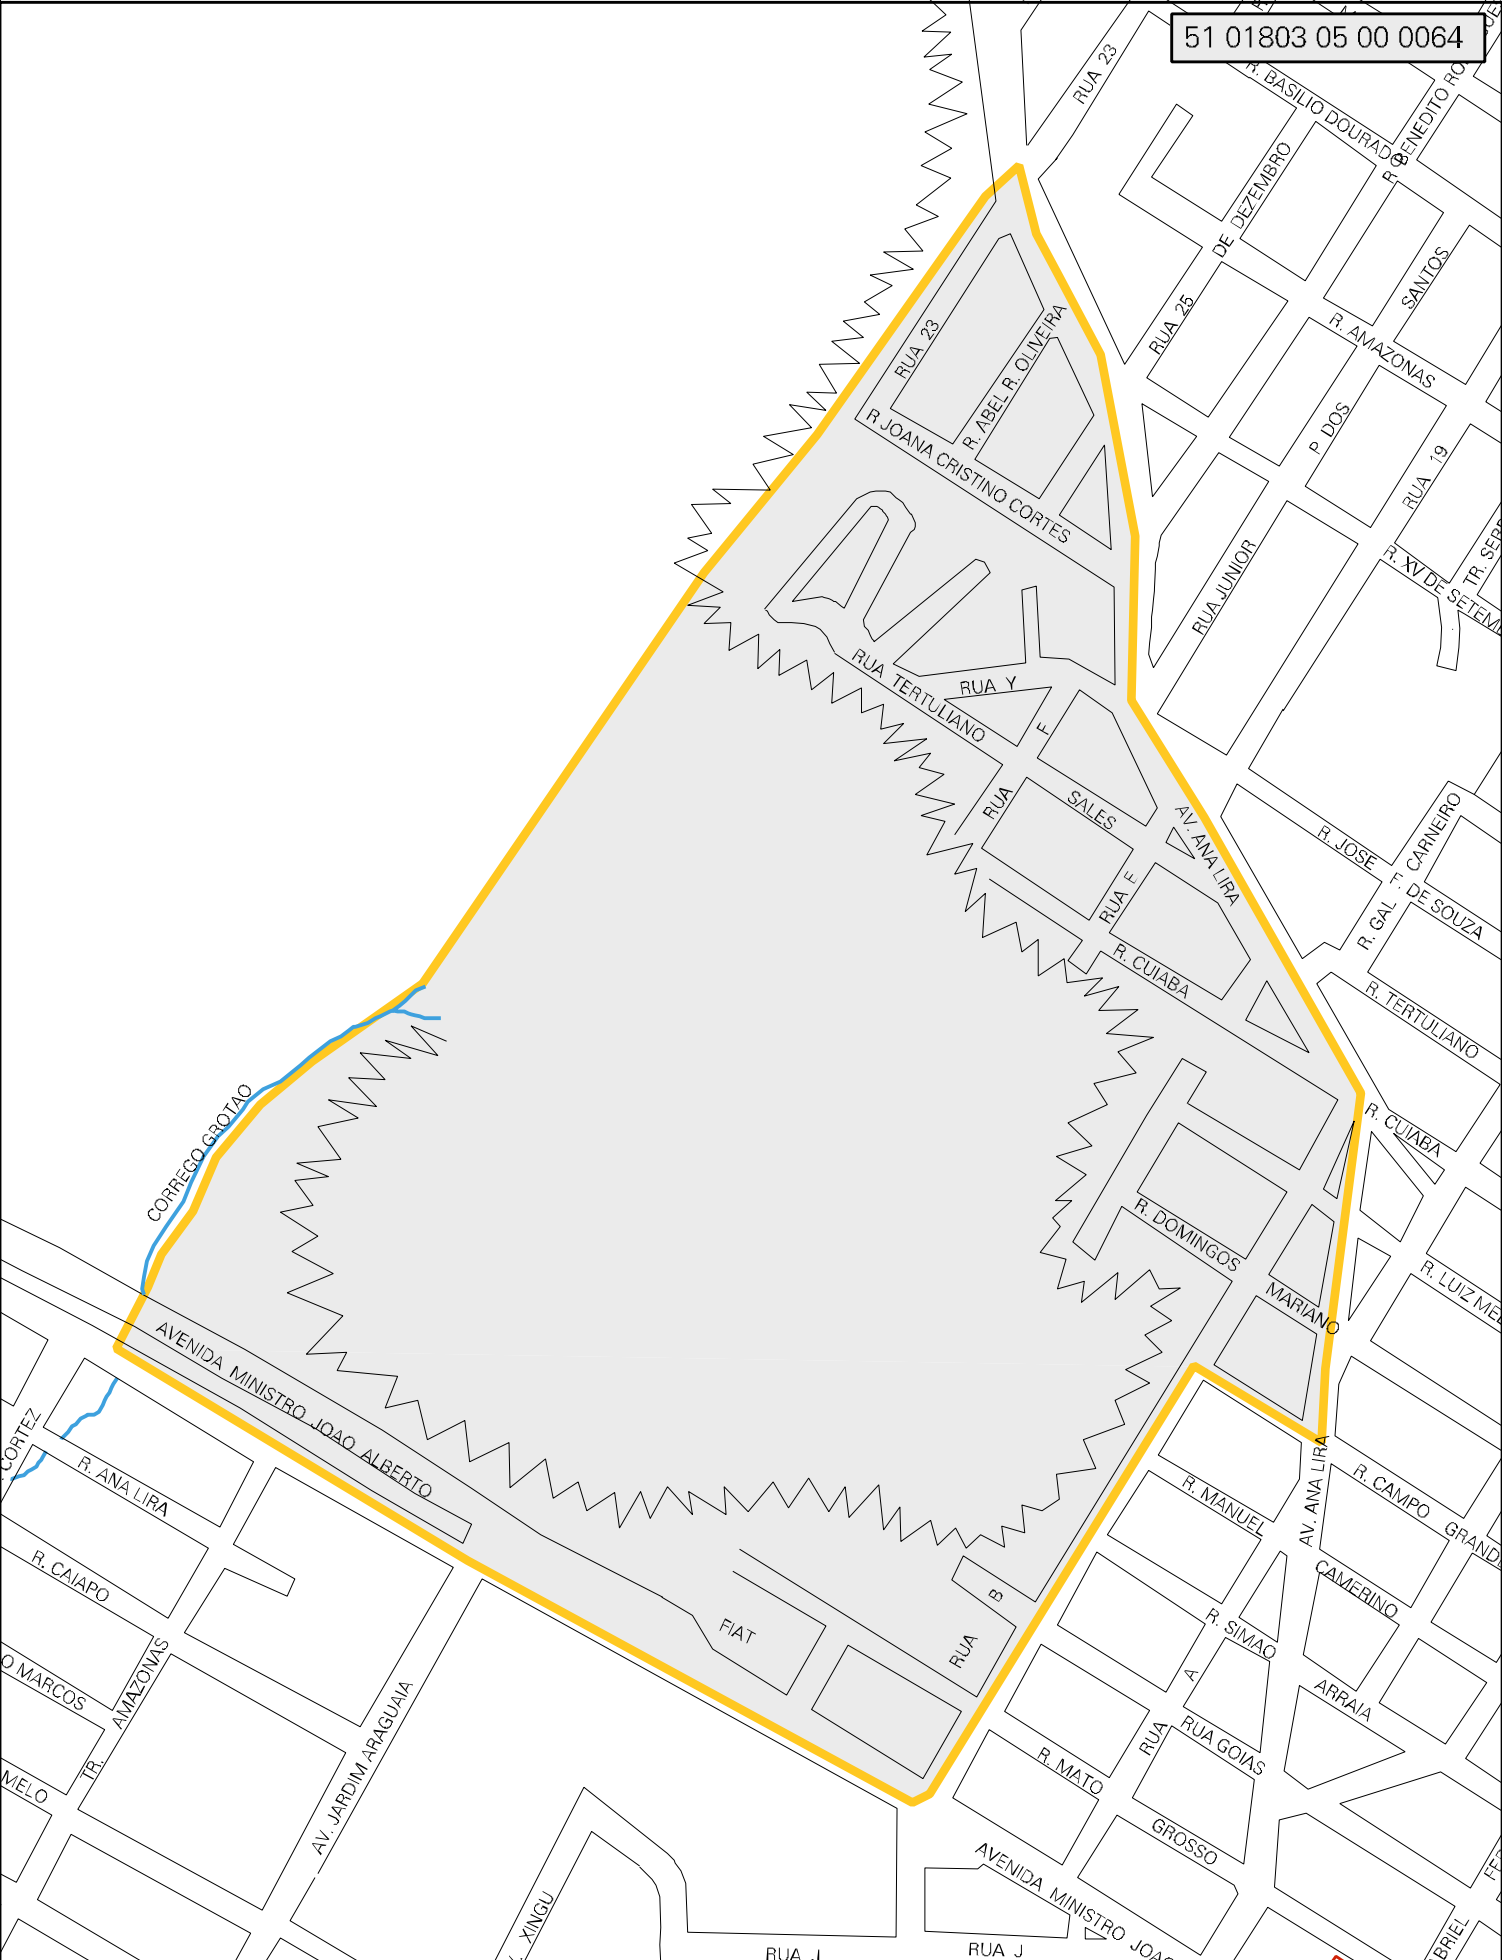 51 01803 05 00 0064
RUA 23
R. BASILIO DOURADO
R. BENEDITO RO
DE DEZEMBRO
RUA 25
SANTOS
R. AMAZONAS
P. DOS
RUA 19
RUA 23
R. ABEL R. OLIVEIRA
R JOANA CRISTINO CORTES
RUA JUNIOR
R. XV DE SETEM
TR. SEB
RUA TERTULIANO
RUA Y
F
RUA
SALES
AV. ANA LIRA
R. JOSE
F. DE SOUZA
R. GAL
CARNEIRO
RUA E
R. CUIABA
R. TERTULIANO
R. CUIABA
CORREGO GROTAO
R. DOMINGOS
MARIANO
R. LUIZ ME
AVENIDA MINISTRO JOAO ALBERTO
CORTEZ
R. ANA LIRA
R. CAIAPO
AV. ANA LIRA
R. CAMPO
GRAND
R. MANUEL
CAMERINO
R. SIMAO
ARRAIA
FIAT
RUA
B
O MARCOS
TR.
AMAZONAS
MELO
AV. JARDIM ARAGUAIA
RUA
A
RUA GOIAS
R. MATO
GROSSO
AVENIDA MINISTRO JOAO
XINGU
RUA J
RUA J
BRIEL